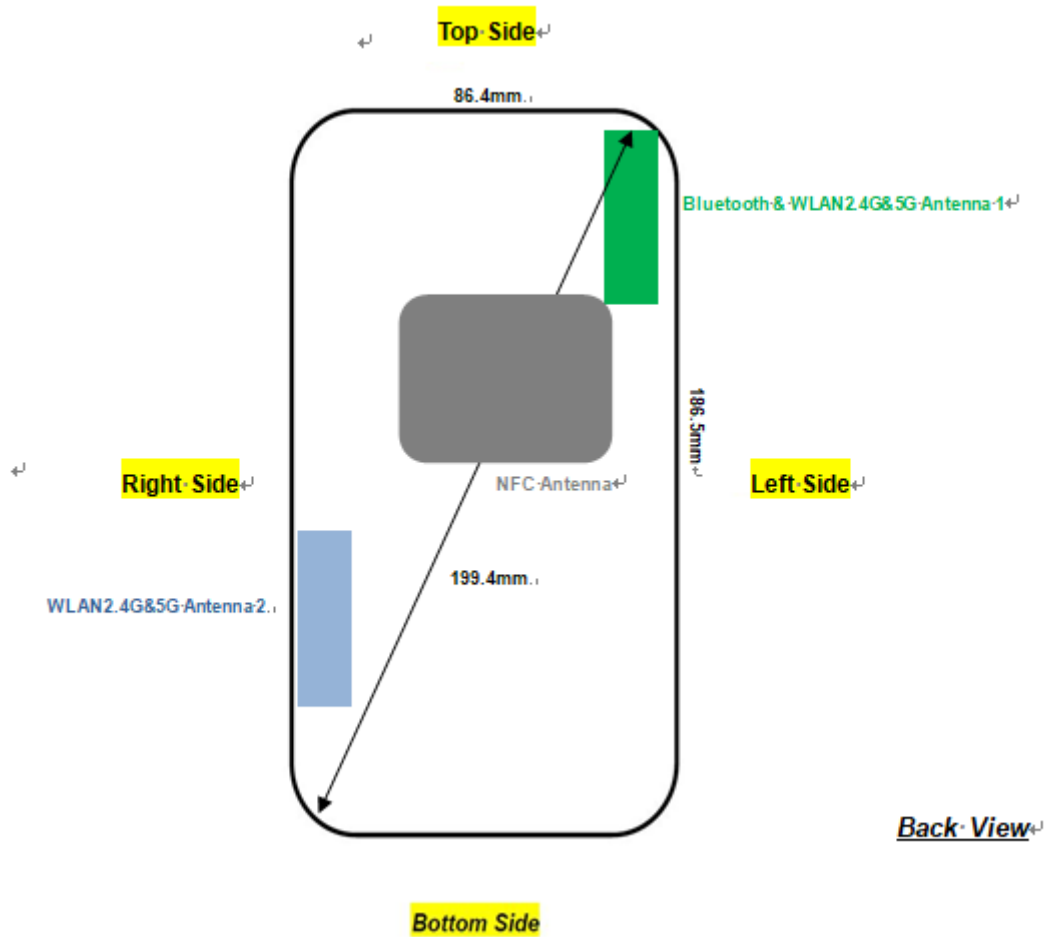 Top Side
86.4mm.
Bluetooth & WLAN2.4G&5G Antenna 1
186.5mm
Right Side
NFC Antenna
Left Side
199.4mm.
WLAN2.4G&5G Antenna 2.
Back View
Bottom Side